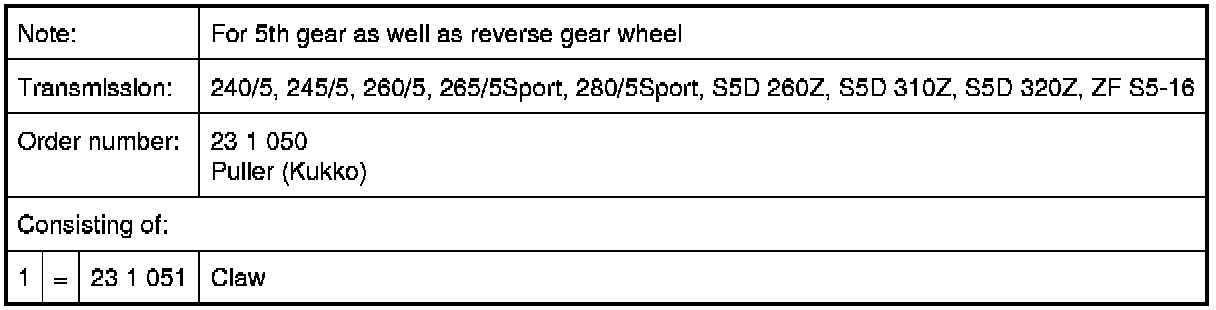 Note: For 5th gear as well as reverse gear wheel
Transmission: 240/5, 245/5, 260/5, 265/5Sport, 280/5Sport, S5D 260Z, S5D 310Z, S5D 320Z, ZF S5-16
Order number: 23 1 050
Puller (Kukko)
Consisting of:
1 = 23 1 051 Claw